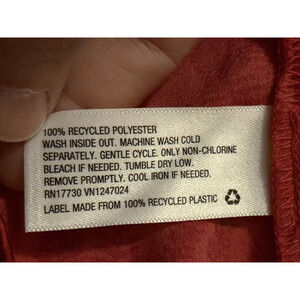 100% RECYCLED POLYESTER
WASH INSIDE OUT. MACHINE WASH COLD
SEPARATELY. GENTLE CYCLE. ONLY NON-CHLORINE
BLEACH IF NEEDED. TUMBLE DRY LOW.
REMOVE PROMPTLY. COOL IRON IF NEEDED.
RN17730 VN1247024
LABEL MADE FROM 100% RECYCLED PLASTIC